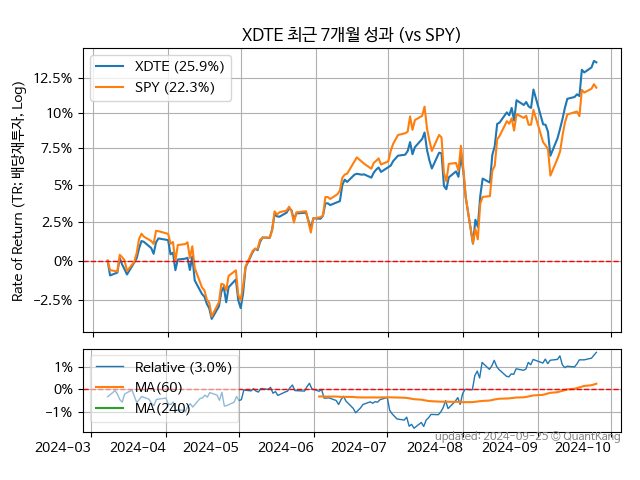 XDTE 최근 7개월 성과 (vs SPY)
Rate of Return (TR: 배당재투자, Log)
12.5%
10%
7.5%
5%
2.5%
0%
−2.5%
XDTE (25.9%)
SPY (22.3%)
1%
0%
−1%
Relative (3.0%)
MA(60)
MA(240)
updated: 2024-09-25 © QuantKang
2024-03
2024-04
2024-05
2024-06
2024-07
2024-08
2024-09
2024-10